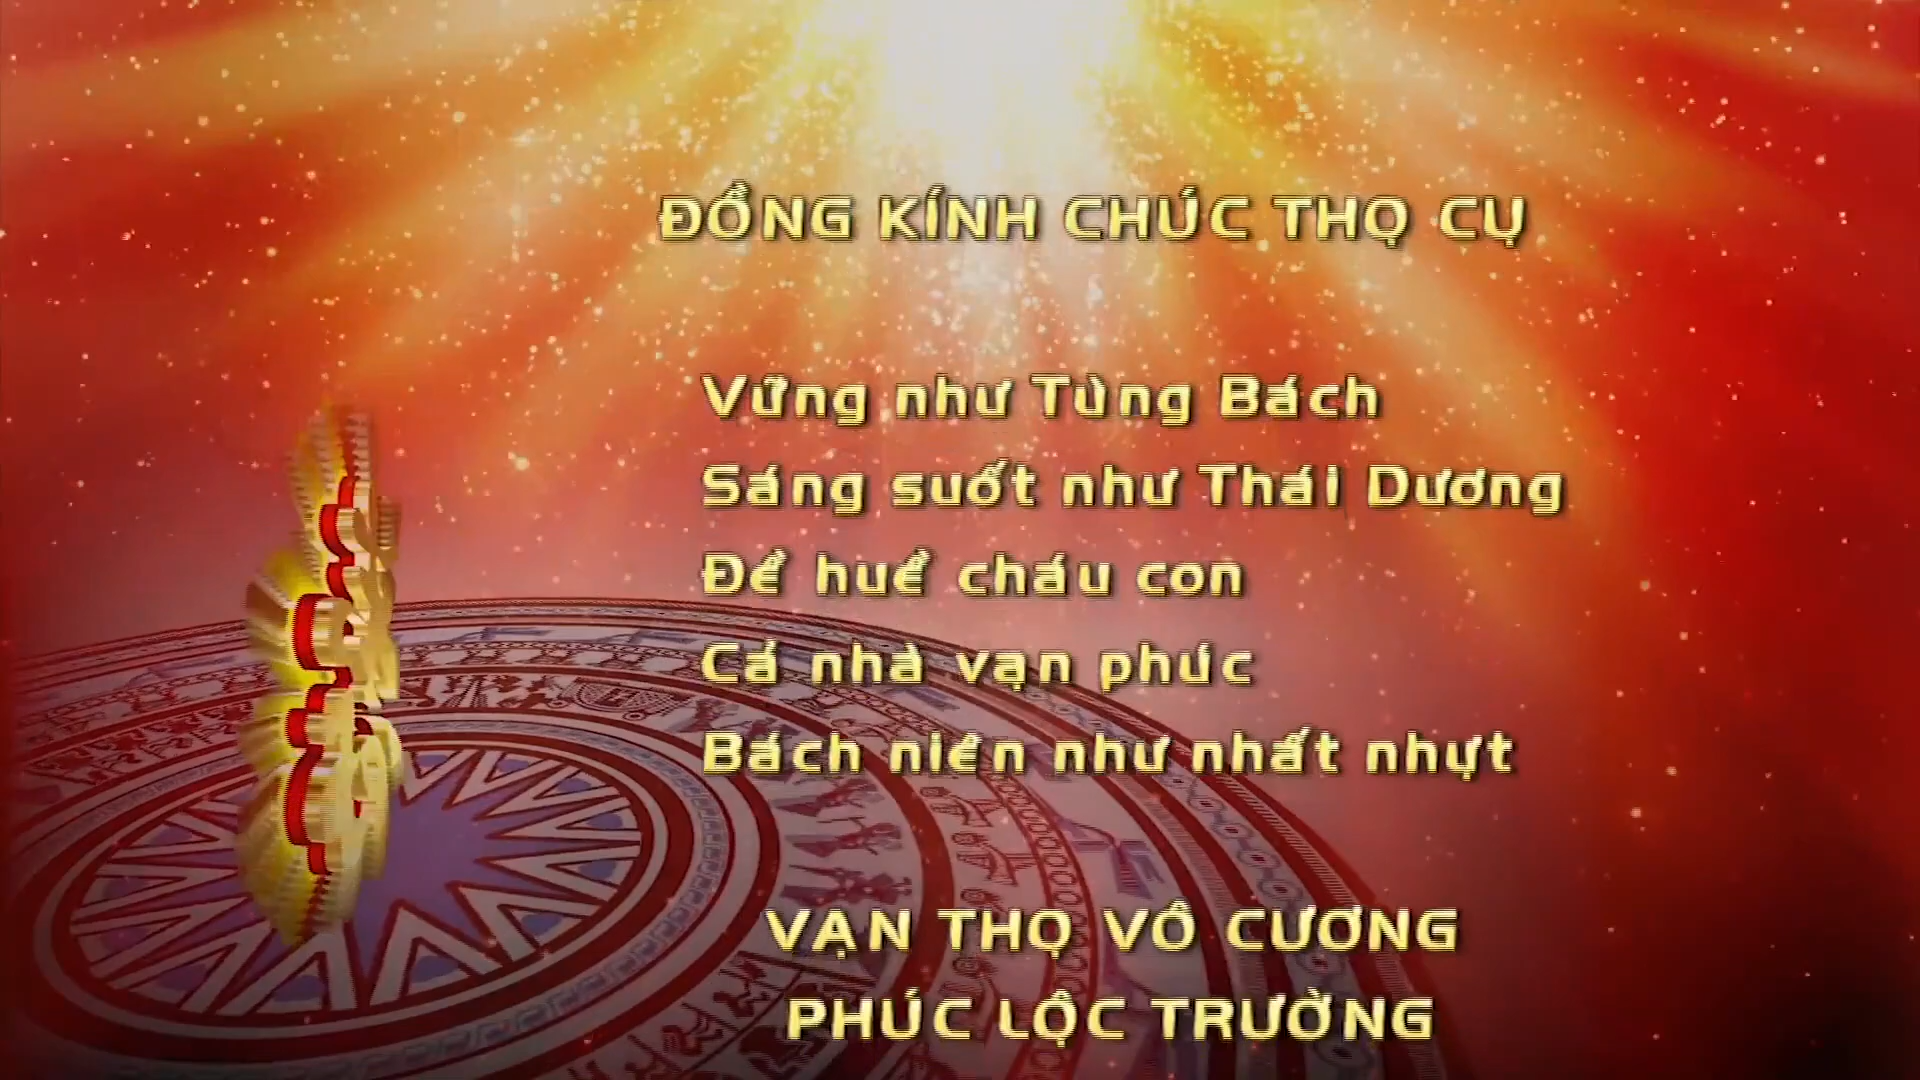 ĐỒNG KÍNH CHÚC THỌ CỤ
Vững như Tùng Bách
Sáng suốt như Thái Dương
Để huề cháu con
Cả nhà vạn phúc
Bách niên như nhất nhựt
VẠN THỌ VÔ CƯƠNG
PHÚC LỘC TRƯỜNG